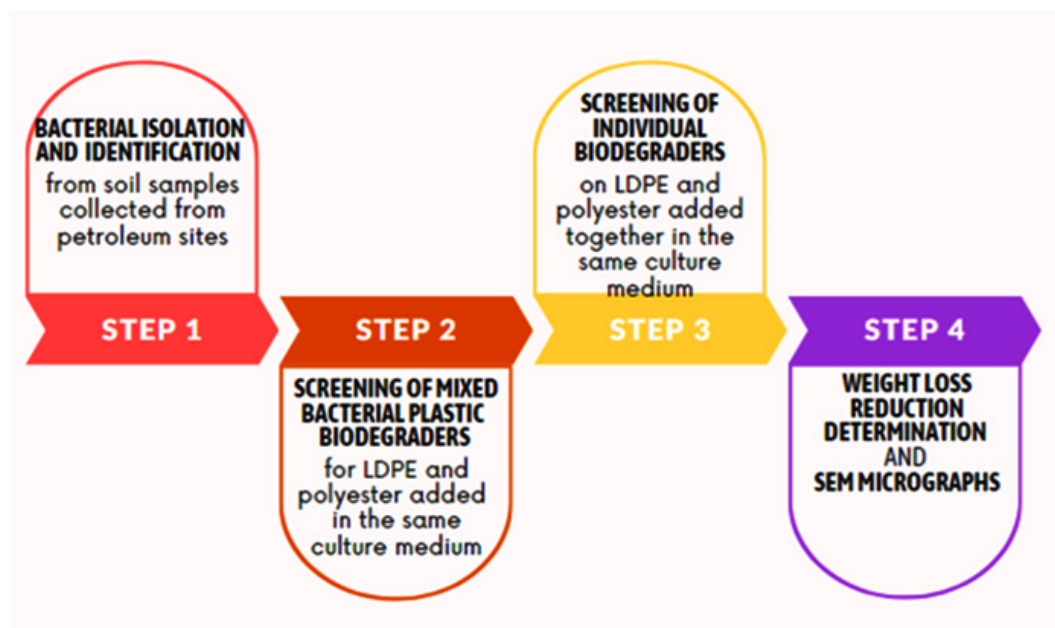 BACTERIAL ISOLATION
AND IDENTIFICATION
from soil samples
collected from
petroleum sites
STEP 1
STEP 2
SCREENING OF MIXED
BACTERIAL PLASTIC
BIODEGRADERS
for LDPE and
polyester added
in the same
culture medium
SCREENING OF
INDIVIDUAL
BIODEGRADERS
on LDPE and
polyester added
together in the
same culture
medium
STEP 3
STEP 4
WEIGHT LOSS
REDUCTION
DETERMINATION
AND
SEM MICROGRAPHS